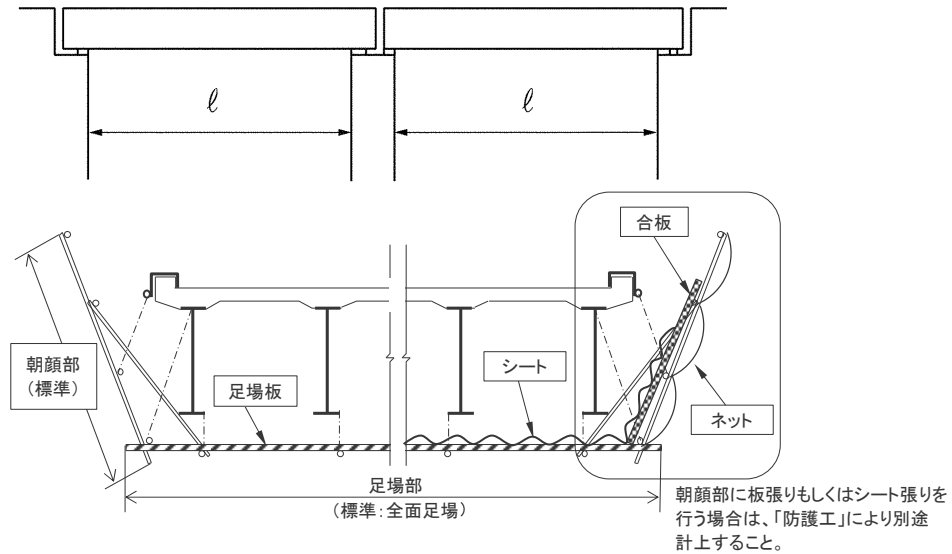 ℓ
ℓ
合板
朝顔部
(標準)
足場板
シート
ネット
足場部
(標準:全面足場)
朝顔部に板張りもしくはシート張りを
行う場合は、「防護工」により別途
計上すること。